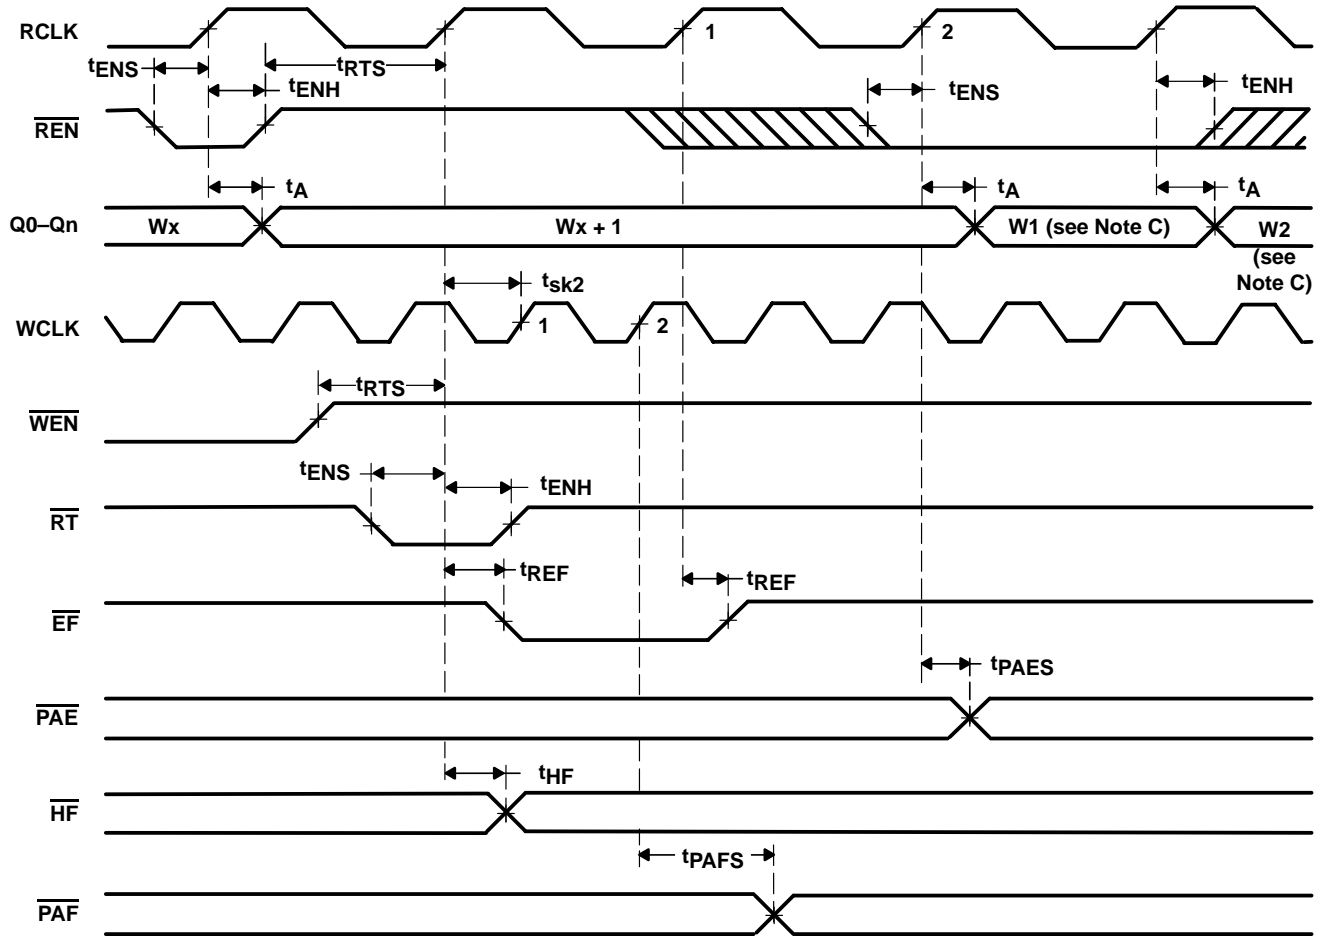 RCLK
1
2
tENS
tRTS
tENH
tENS
tENH
REN
tA
tA
tA
Q0–Qn
Wx
Wx + 1
W1 (see Note C)
W2
(see
Note C)
tsk2
WCLK
1
2
tRTS
WEN
tENS
tENH
RT
tREF
tREF
EF
tPAES
PAE
tHF
HF
tPAFS
PAF